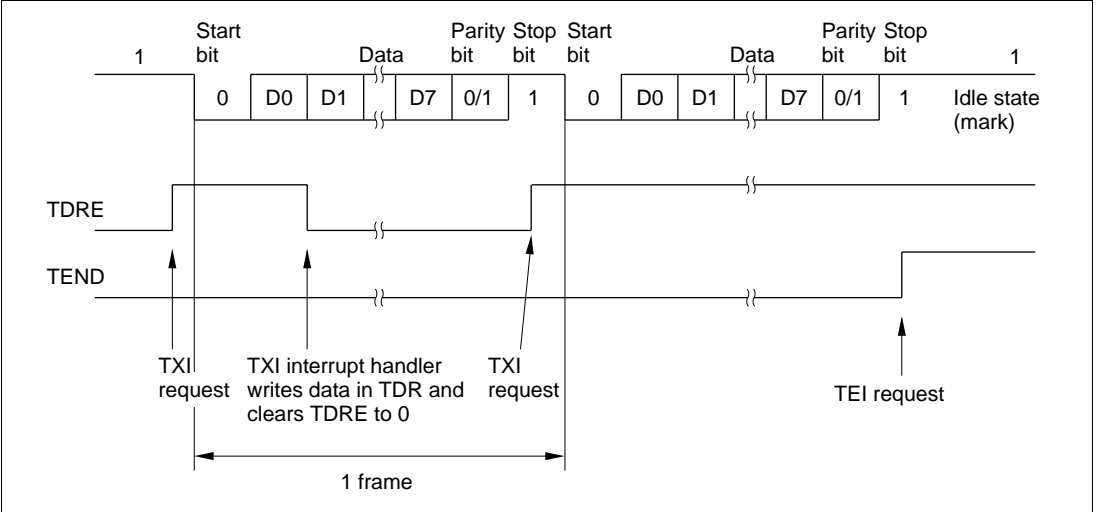 1 Start bit Data Parity bit Stop bit Start bit Data Parity bit Stop bit 1
0 D0 D1 D7 0/1 1 0 D0 D1 D7 0/1 1 Idle state (mark)
TDRE
TEND
TXI request
TXI interrupt handler
writes data in TDR and
clears TDRE to 0
TXI request
TEI request
1 frame